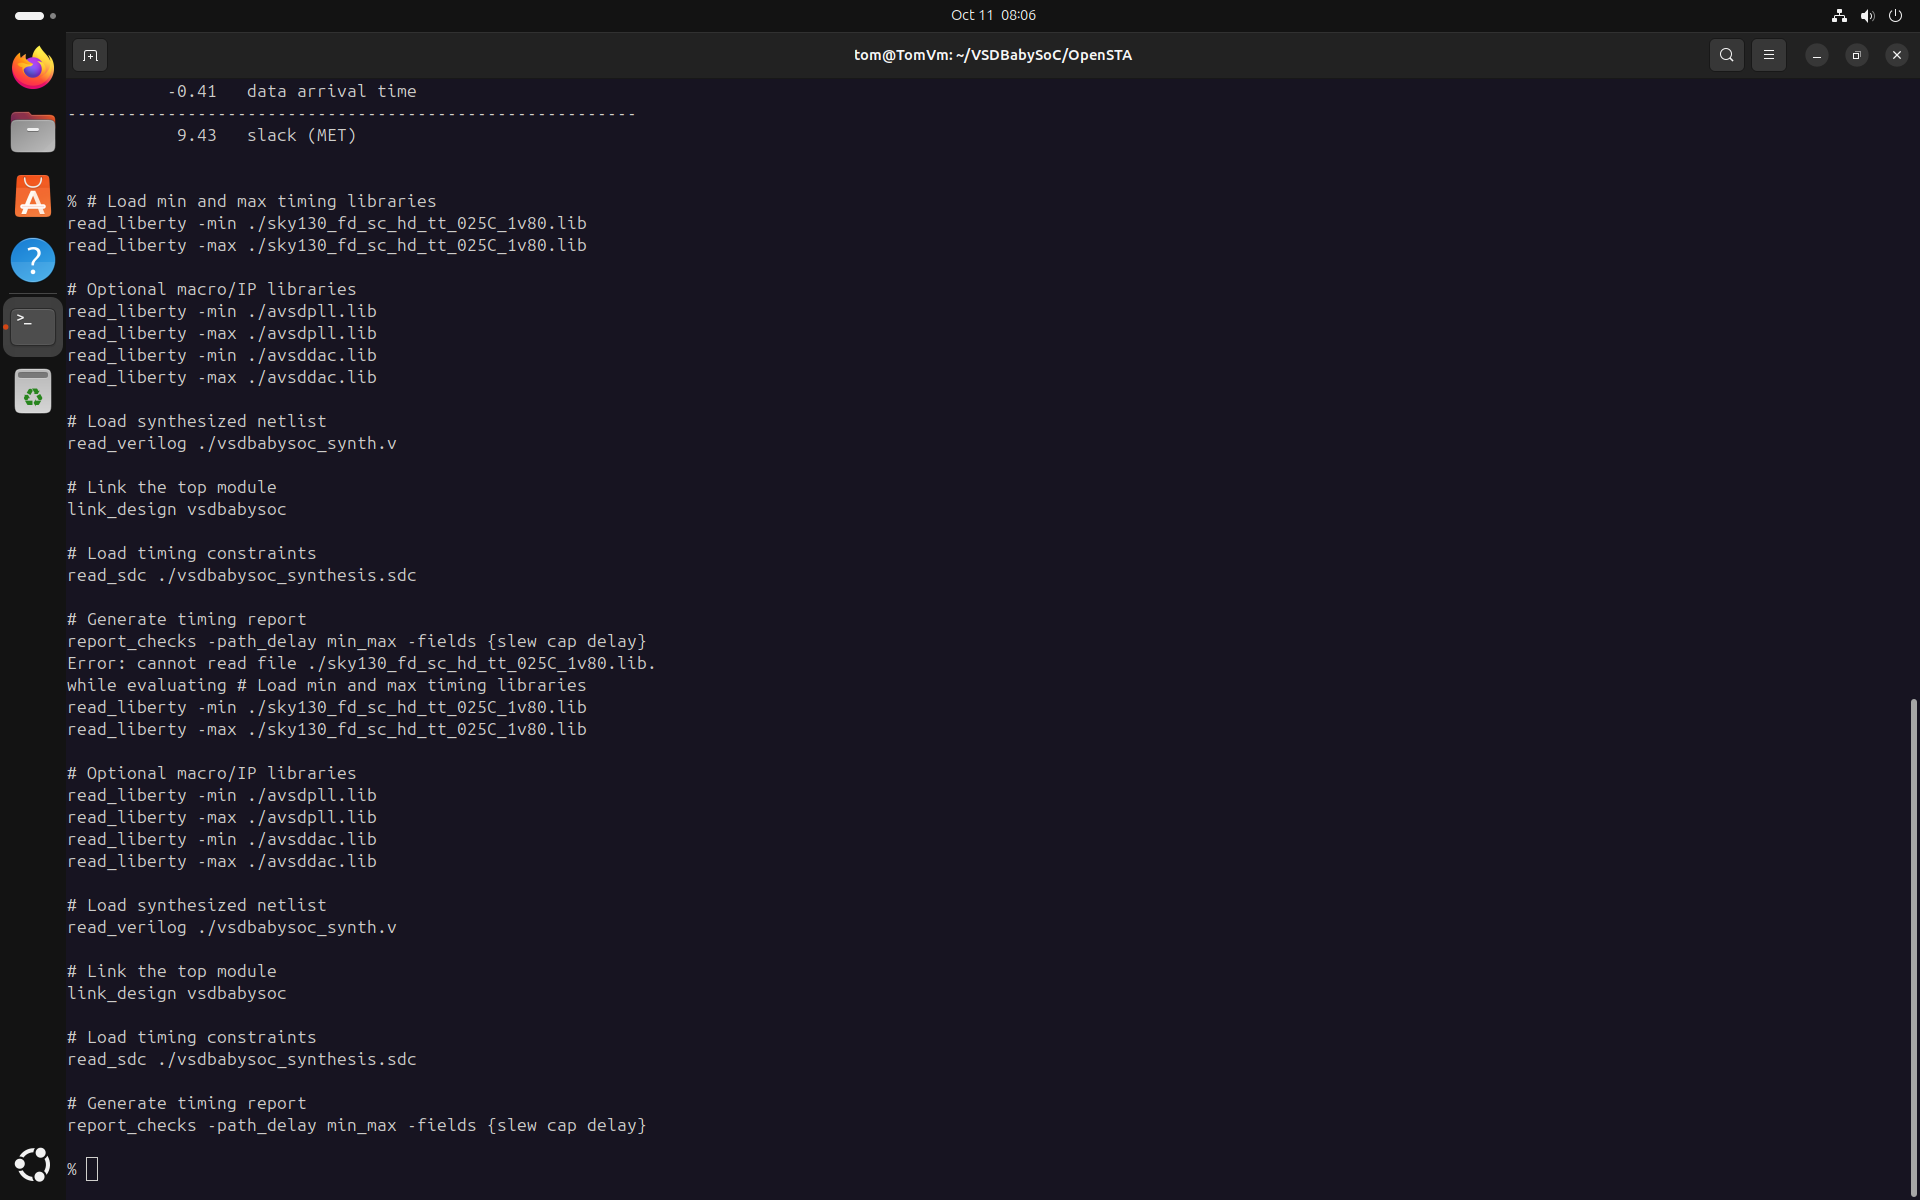 Oct 11 08:06
tom@TomVm: ~/VSDBabySoC/OpenSTA
-0.41 data arrival time
---------------------------------------------------------
9.43 slack (MET)
% # Load min and max timing libraries
read_liberty -min ./sky130_fd_sc_hd_tt_025C_1v80.lib
read_liberty -max ./sky130_fd_sc_hd_tt_025C_1v80.lib
# Optional macro/IP libraries
read_liberty -min ./avsdpll.lib
read_liberty -max ./avsdpll.lib
read_liberty -min ./avsddac.lib
read_liberty -max ./avsddac.lib
# Load synthesized netlist
read_verilog ./vsdbabysoc_synth.v
# Link the top module
link_design vsdbabysoc
# Load timing constraints
read_sdc ./vsdbabysoc_synthesis.sdc
# Generate timing report
report_checks -path_delay min_max -fields {slew cap delay}
Error: cannot read file ./sky130_fd_sc_hd_tt_025C_1v80.lib.
while evaluating # Load min and max timing libraries
read_liberty -min ./sky130_fd_sc_hd_tt_025C_1v80.lib
read_liberty -max ./sky130_fd_sc_hd_tt_025C_1v80.lib
# Optional macro/IP libraries
read_liberty -min ./avsdpll.lib
read_liberty -max ./avsdpll.lib
read_liberty -min ./avsddac.lib
read_liberty -max ./avsddac.lib
# Load synthesized netlist
read_verilog ./vsdbabysoc_synth.v
# Link the top module
link_design vsdbabysoc
# Load timing constraints
read_sdc ./vsdbabysoc_synthesis.sdc
# Generate timing report
report_checks -path_delay min_max -fields {slew cap delay}
%